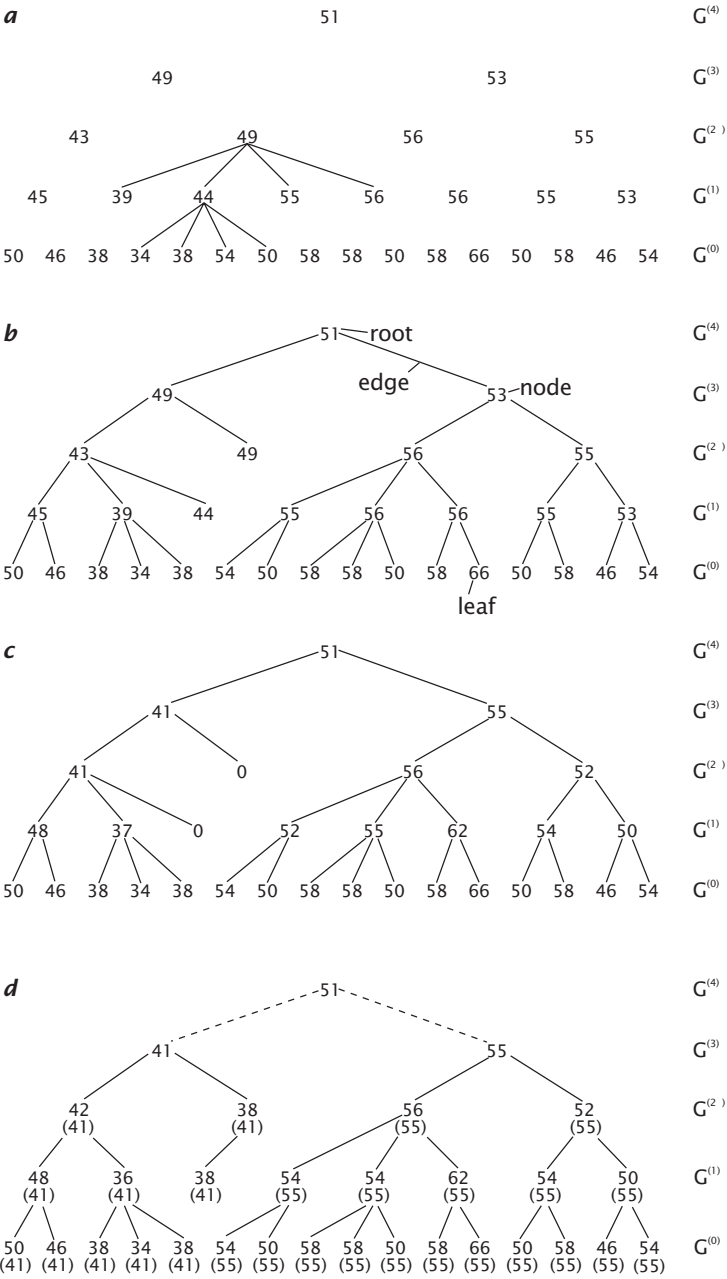 a 51 G(4)
49 53 G(3)
43 49 56 55 G(2 )
45 39 44 55 56 56 55 53 G(1)
50 46 38 34 38 54 50 58 58 50 58 66 50 58 46 54 G(0)
b 51 root G(4)
edge
49 53 node G(3)
43 49 56 55 G(2 )
45 39 44 55 56 56 55 53 G(1)
50 46 38 34 38 54 50 58 58 50 58 66 50 58 46 54 G(0)
leaf
c 51 G(4)
41 55 G(3)
41 0 56 52 G(2 )
48 37 0 52 55 62 54 50 G(1)
50 46 38 34 38 54 50 58 58 50 58 66 50 58 46 54 G(0)
d 51 G(4)
41 55 G(3)
42 38 56 52 G(2 )
(41) (41) (55) (55)
48 36 38 54 54 62 54 50 G(1)
(41) (41) (41) (55) (55) (55) (55) (55)
50 46 38 34 38 54 50 58 58 50 58 66 50 58 46 54 G(0)
(41) (41) (41) (41) (41) (55) (55) (55) (55) (55) (55) (55) (55) (55) (55) (55)